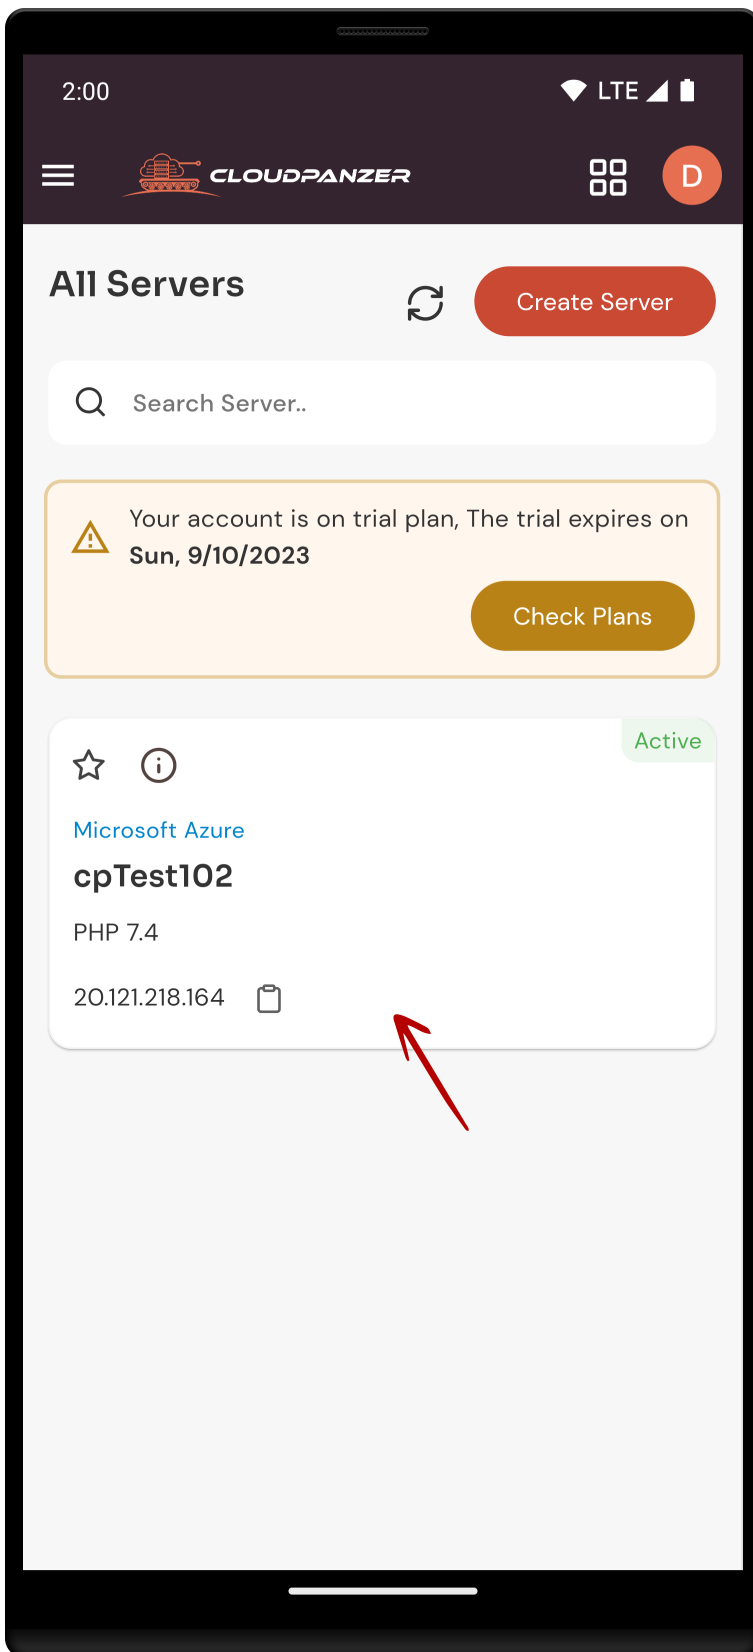 2:00
LTE
CLOUDPANZER
D
All Servers
Create Server
Search Server..
Your account is on trial plan, The trial expires on
Sun, 9/10/2023
Check Plans
Active
Microsoft Azure
cpTest102
PHP 7.4
20.121.218.164